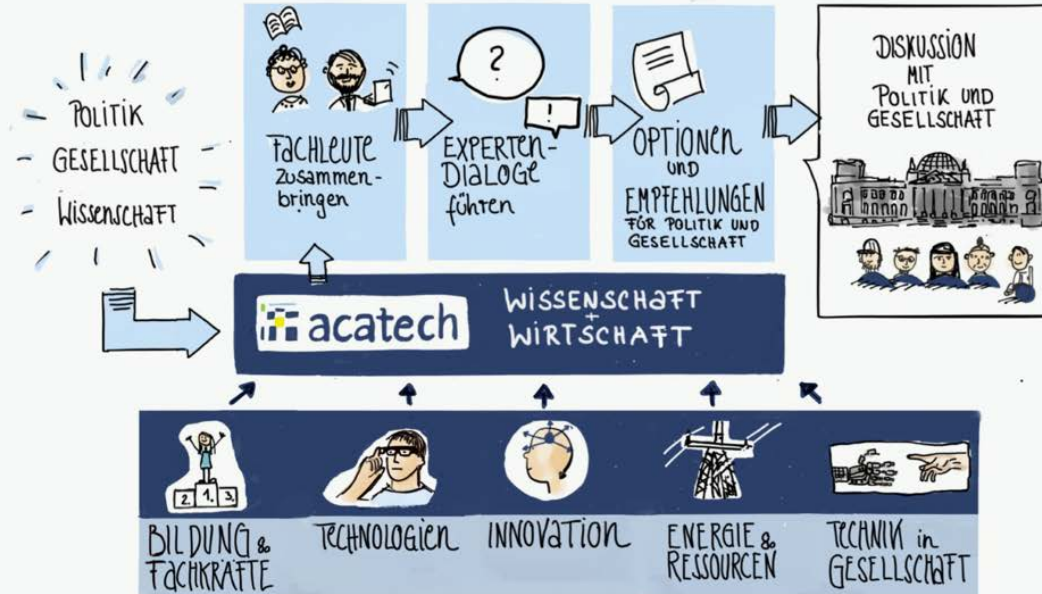 POLITIK
GESELLSCHAFT
WISSENSCHAFT
FACHLEUTE
zusammen-
bringen
?
!
EXPERTEN-
DIALOGE
führen
OPTIONEN
UND
EMPFEHLUNGEN
FÜR POLITIK UND
GESELLSCHAFT
DISKUSSION
MIT
POLITIK UND
GESELLSCHAFT
acatech
WISSENSCHAFT
+
WIRTSCHAFT
2. 1. 3.
BILDUNG &
FACHKRÄFTE
TECHNOLOGIEN
INNOVATION
ENERGIE &
RESSOURCEN
TECHNIK in
GESELLSCHAFT